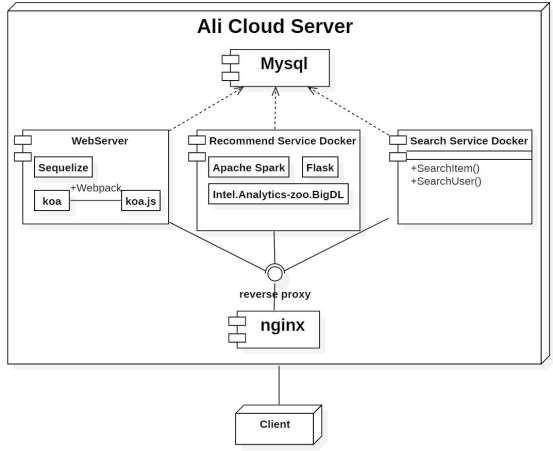 Ali Cloud Server
Mysql
WebServer
Recommend Service Docker
Search Service Docker
Sequelize
Apache Spark
Flask
+SearchItem()
+SearchUser()
+Webpack
koa
koa.js
Intel.Analytics-zoo.BigDL
reverse proxy
nginx
Client